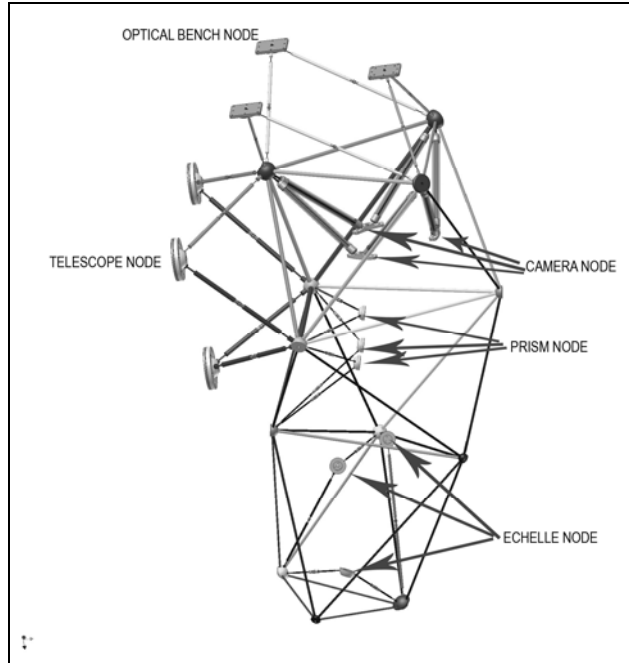 OPTICAL BENCH NODE
TELESCOPE NODE
CAMERA NODE
PRISM NODE
ECHELLE NODE